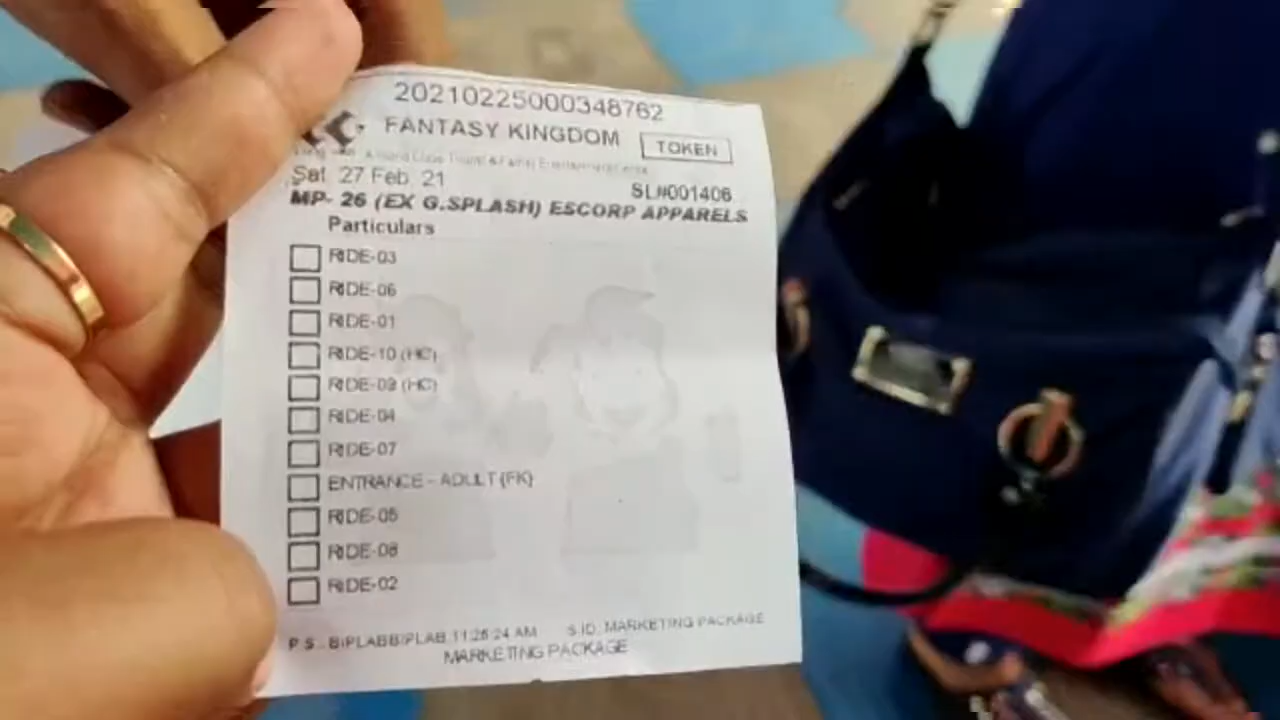 20210225000348762
FANTASY KINGDOM TOKEN
Sat 27 Feb. 21 SL#001406
MP- 26 (EX G.SPLASH) ESCORP APPARELS
Particulars
RIDE-03
RIDE-06
RIDE-01
RIDE-10 (HC)
RIDE-09 (HC)
RIDE-04
RIDE-07
ENTRANCE - ADULT (FK)
RIDE-05
RIDE-08
RIDE-02
P.S.: BIPLABBIPLAB 11:26:24 AM S.ID: MARKETING PACKAGE
MARKETING PACKAGE